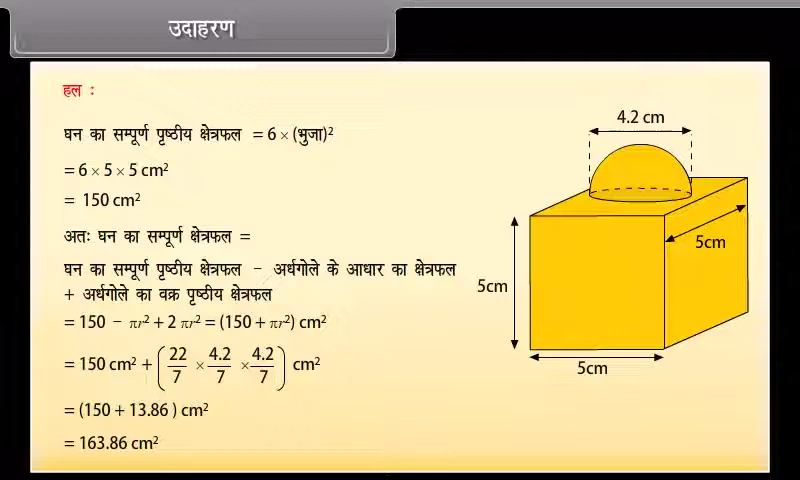 उदाहरण
हल :
घन का सम्पूर्ण पृष्ठीय क्षेत्रफल = 6 × (भुजा)²
= 6 × 5 × 5 cm²
= 150 cm²
अतः घन का सम्पूर्ण क्षेत्रफल =
घन का सम्पूर्ण पृष्ठीय क्षेत्रफल − अर्धगोले के आधार का क्षेत्रफल
+ अर्धगोले का वक्र पृष्ठीय क्षेत्रफल
= 150 − πr² + 2 πr² = (150 + πr²) cm²
= 150 cm² + (22/7 × 4.2/7 × 4.2/7) cm²
= (150 + 13.86 ) cm²
= 163.86 cm²
4.2 cm
5cm
5cm
5cm